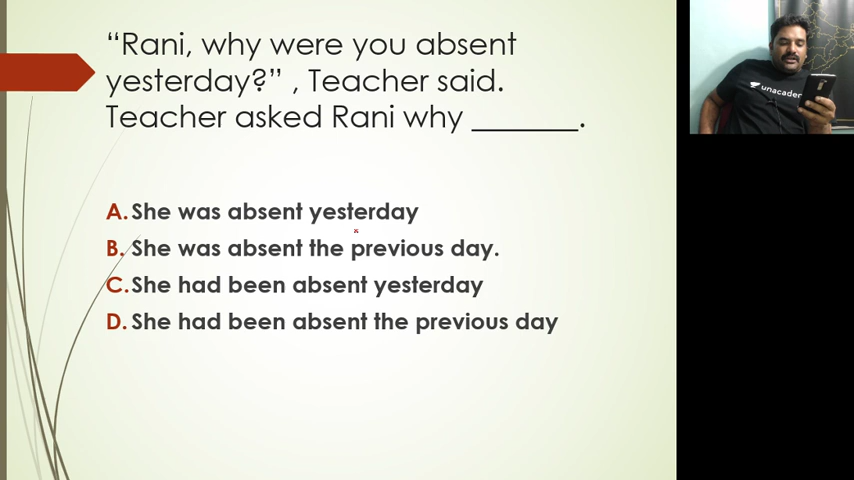 “Rani, why were you absent
yesterday?” , Teacher said.
Teacher asked Rani why _______.
A. She was absent yesterday
B. She was absent the previous day.
C. She had been absent yesterday
D. She had been absent the previous day
unacade